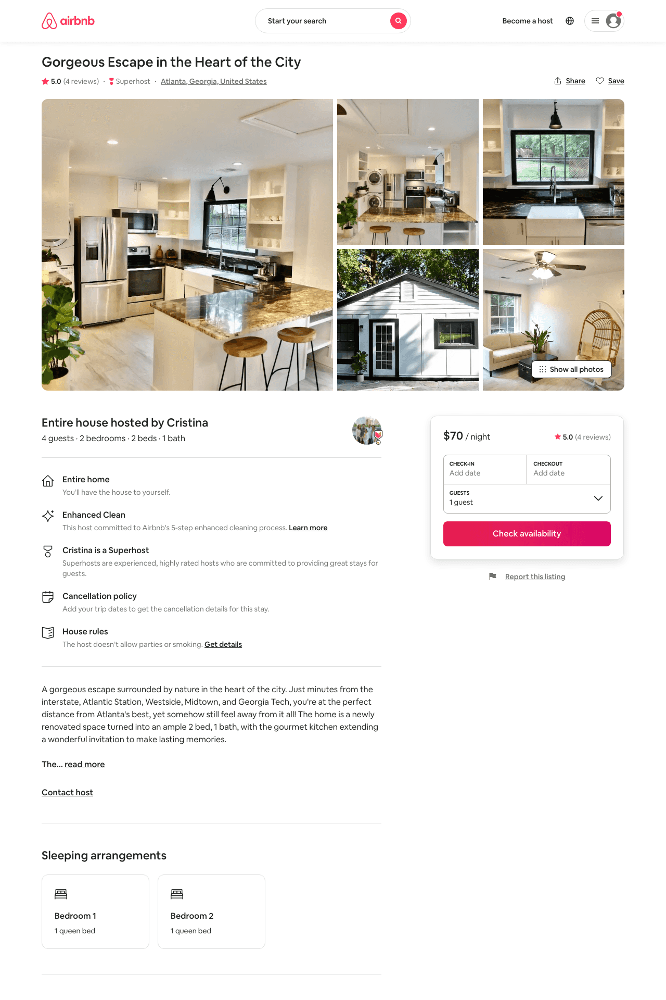 airbnb
Start your search
Become a host
Gorgeous Escape in the Heart of the City
5.0 (4 reviews) · Superhost · Atlanta, Georgia, United States
Share Save
Show all photos
Entire house hosted by Cristina
4 guests · 2 bedrooms · 2 beds · 1 bath
Entire home
You'll have the house to yourself.
Enhanced Clean
This host committed to Airbnb's 5-step enhanced cleaning process. Learn more
Cristina is a Superhost
Superhosts are experienced, highly rated hosts who are committed to providing great stays for
guests.
Cancellation policy
Add your trip dates to get the cancellation details for this stay.
House rules
The host doesn't allow parties or smoking. Get details
$70 / night
5.0 (4 reviews)
CHECK-IN
Add date
CHECKOUT
Add date
GUESTS
1 guest
Check availability
Report this listing
A gorgeous escape surrounded by nature in the heart of the city. Just minutes from the
interstate, Atlantic Station, Westside, Midtown, and Georgia Tech, you're at the perfect
distance from Atlanta's best, yet somehow still feel away from it all! The home is a newly
renovated space turned into an ample 2 bed, 1 bath, with the gourmet kitchen extending
a wonderful invitation to make lasting memories.
The... read more
Contact host
Sleeping arrangements
Bedroom 1
1 queen bed
Bedroom 2
1 queen bed